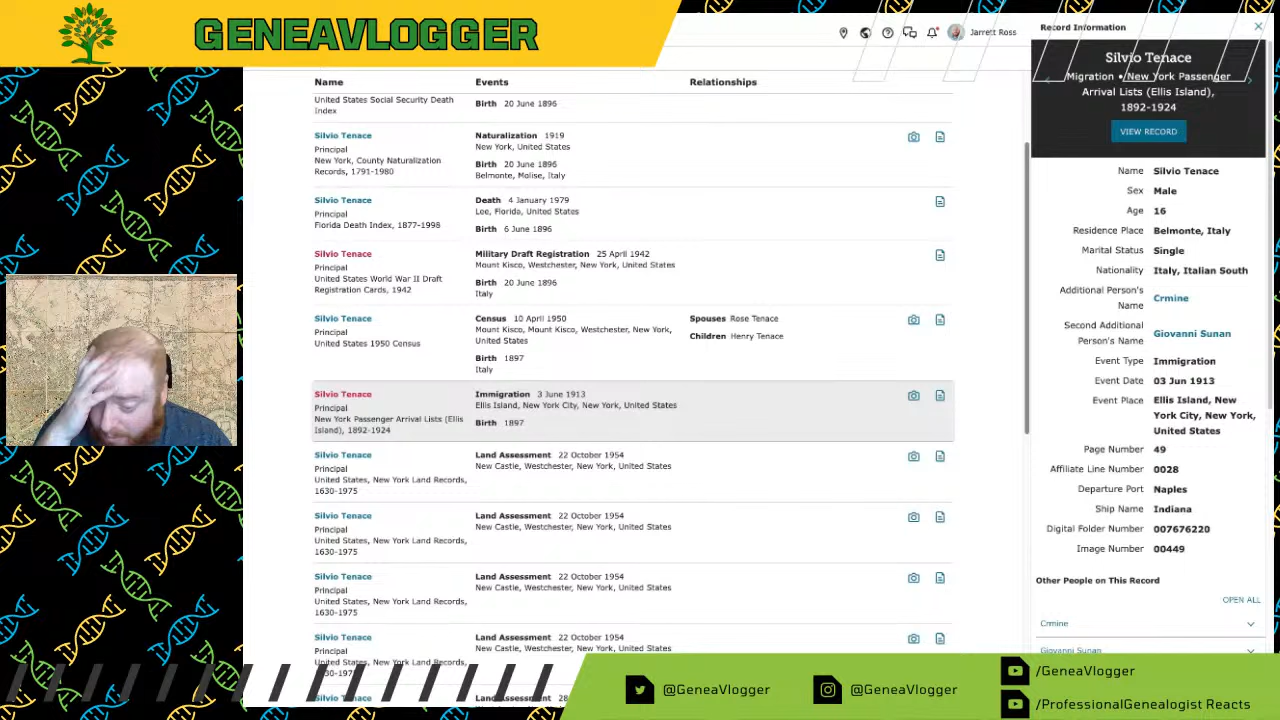 GENEAVLOGGER
Jarrett Ross
Name Events Relationships
United States Social Security Death
Index
Birth 20 June 1896
Silvio Tenace
Principal
New York, County Naturalization
Records, 1791-1980
Naturalization 1919
New York, United States
Birth 20 June 1896
Belmonte, Molise, Italy
Silvio Tenace
Principal
Florida Death Index, 1877-1998
Death 4 January 1979
Lee, Florida, United States
Birth 6 June 1896
Silvio Tenace
Principal
United States World War II Draft
Registration Cards, 1942
Military Draft Registration 25 April 1942
Mount Kisco, Westchester, New York, United States
Birth 20 June 1896
Italy
Silvio Tenace
Principal
United States 1950 Census
Census 10 April 1950
Mount Kisco, Mount Kisco, Westchester, New York,
United States
Birth 1897
Italy
Spouses Rose Tenace
Children Henry Tenace
Silvio Tenace
Principal
New York Passenger Arrival Lists (Ellis
Island), 1892-1924
Immigration 3 June 1913
Ellis Island, New York City, New York, United States
Birth 1897
Silvio Tenace
Principal
United States, New York Land Records,
1630-1975
Land Assessment 22 October 1954
New Castle, Westchester, New York, United States
Silvio Tenace
Principal
United States, New York Land Records,
1630-1975
Land Assessment 22 October 1954
New Castle, Westchester, New York, United States
Silvio Tenace
Principal
United States, New York Land Records,
1630-1975
Land Assessment 22 October 1954
New Castle, Westchester, New York, United States
Silvio Tenace
Principal
United States, New York Land Records,
1630-1975
Land Assessment 22 October 1954
New Castle, Westchester, New York, United States
Silvio Tenace
Land Assessment 28
Record Information
Silvio Tenace
Migration • New York Passenger
Arrival Lists (Ellis Island),
1892-1924
VIEW RECORD
Name Silvio Tenace
Sex Male
Age 16
Residence Place Belmonte, Italy
Marital Status Single
Nationality Italy, Italian South
Additional Person's
Name
Crmine
Second Additional
Person's Name
Giovanni Sunan
Event Type Immigration
Event Date 03 Jun 1913
Event Place Ellis Island, New
York City, New York,
United States
Page Number 49
Affiliate Line Number 0028
Departure Port Naples
Ship Name Indiana
Digital Folder Number 007676220
Image Number 00449
Other People on This Record
OPEN ALL
Crmine
Giovanni Sunan
@GeneaVlogger
@GeneaVlogger
/GeneaVlogger
/ProfessionalGenealogist Reacts